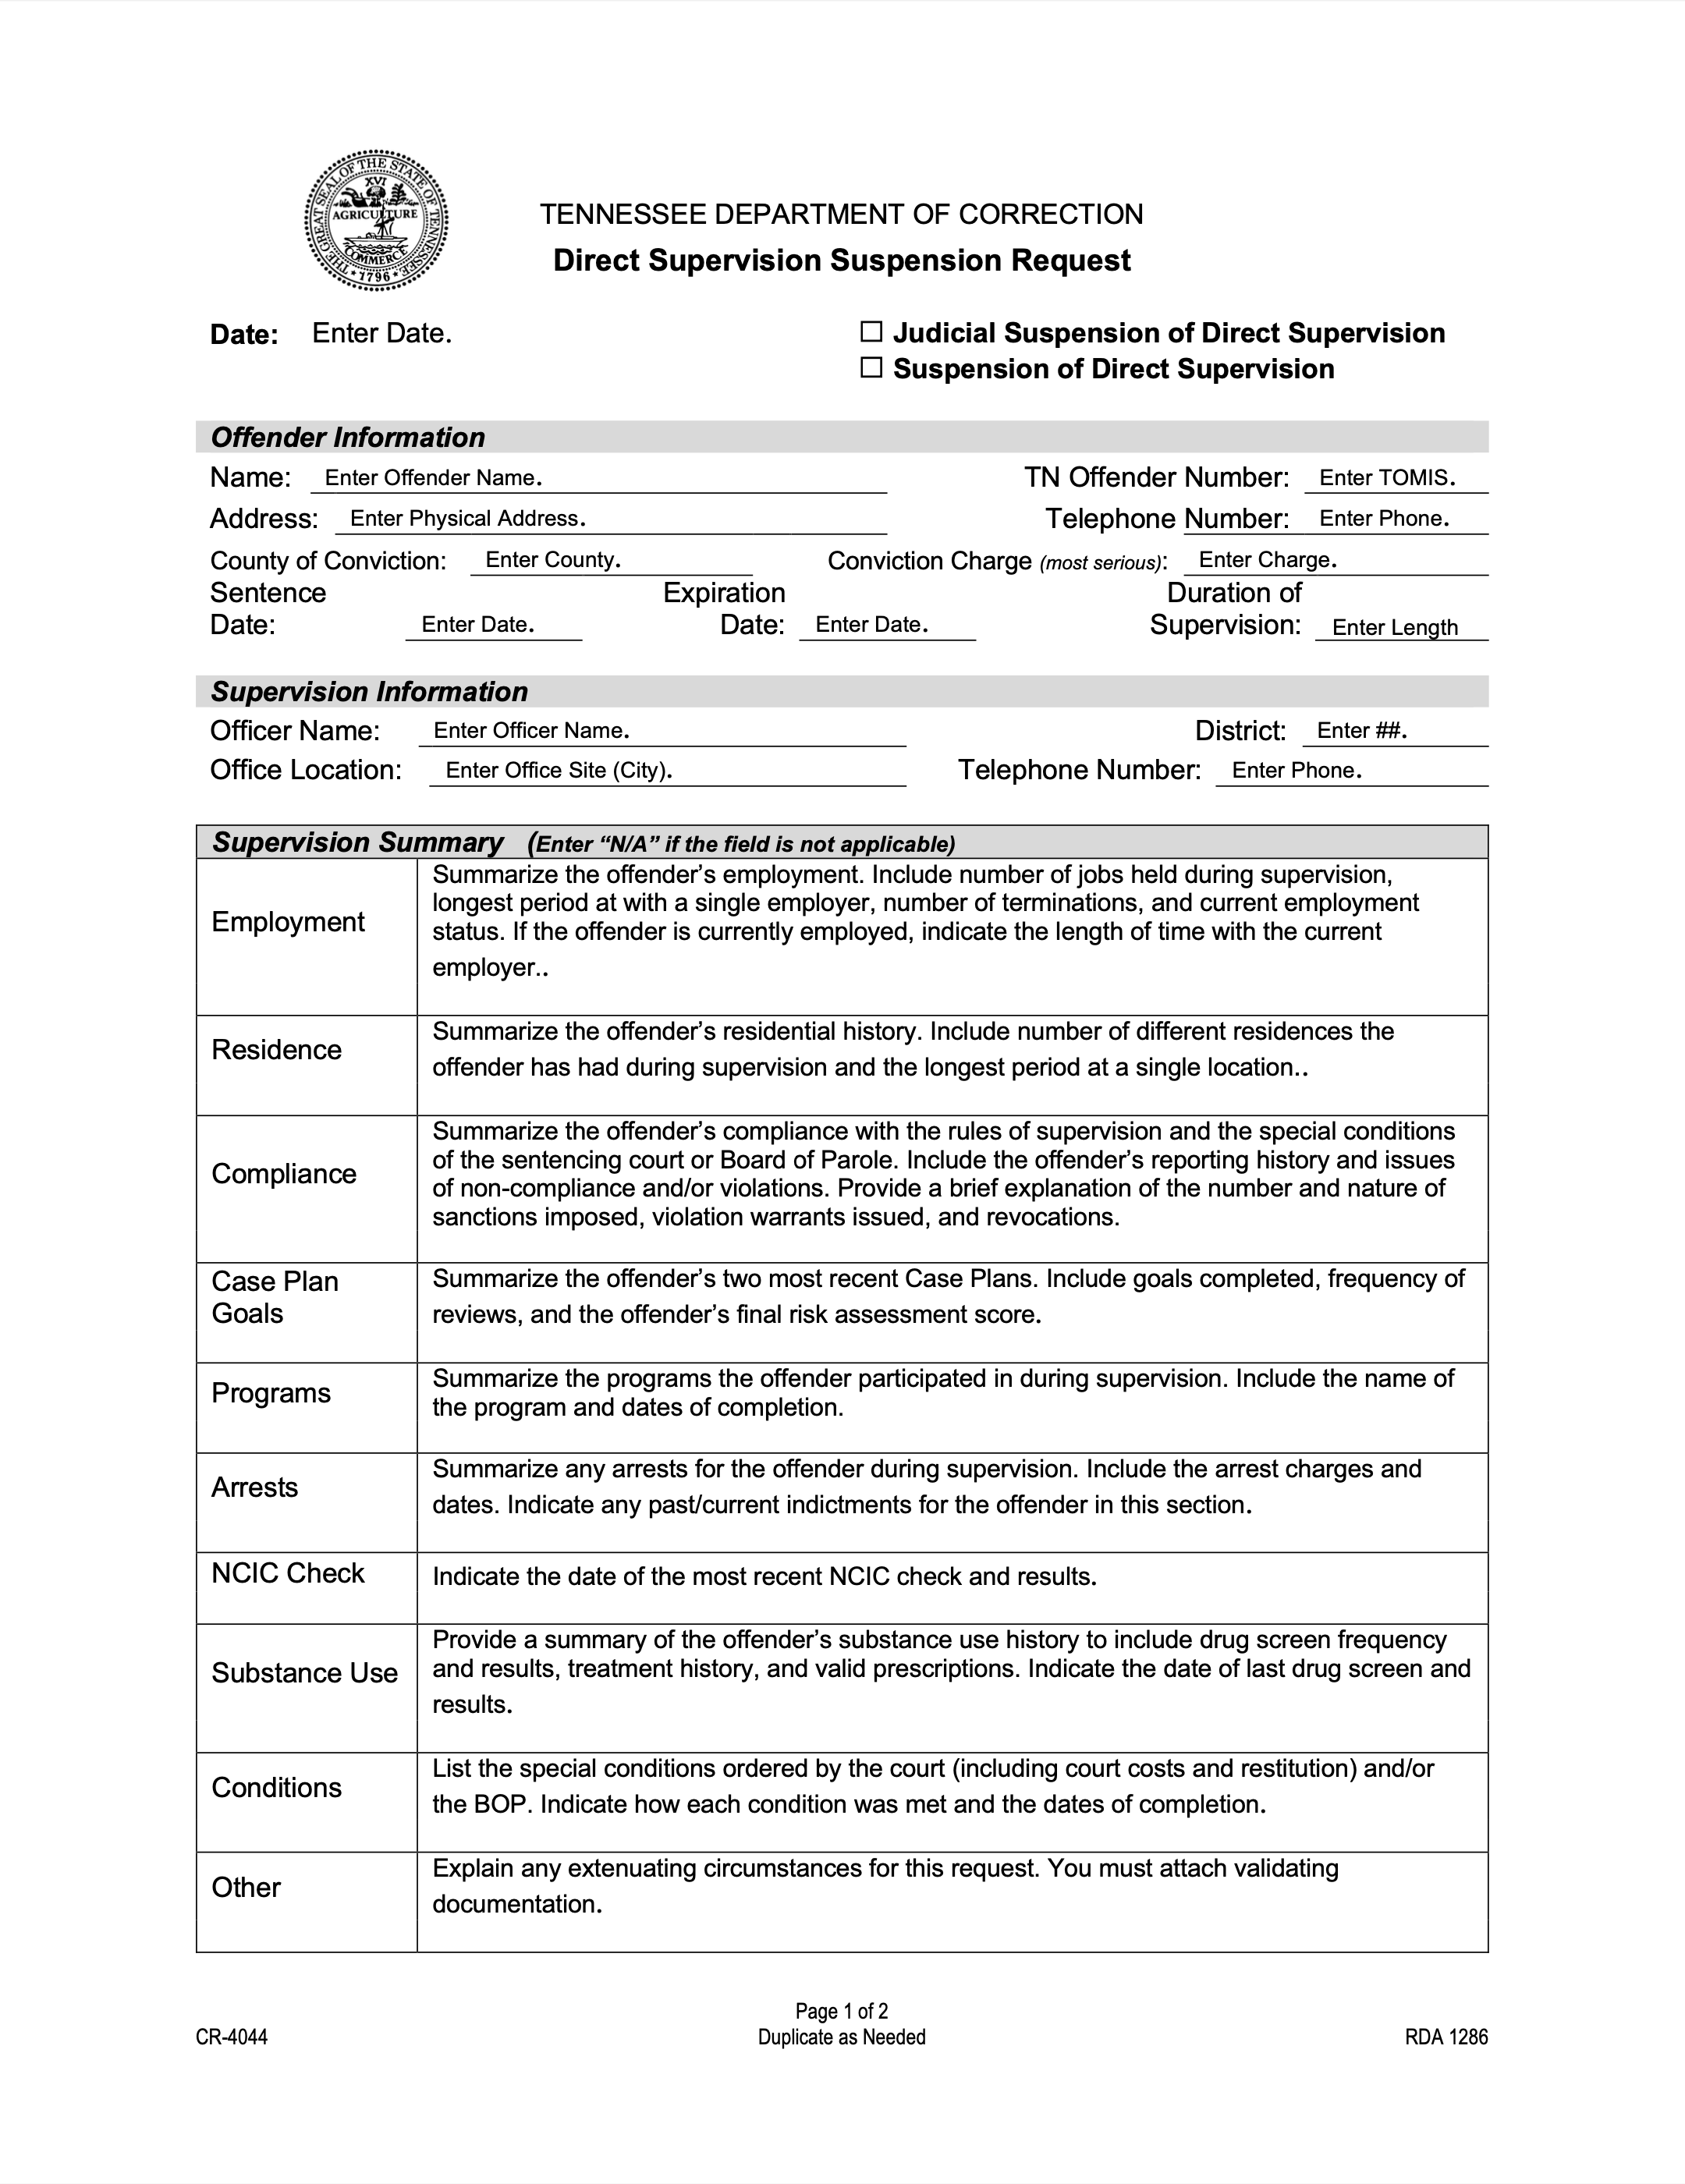 THE GREAT SEAL OF THE STATE OF TENNESSEE
XVI
AGRICULTURE
COMMERCE
1796
TENNESSEE DEPARTMENT OF CORRECTION
Direct Supervision Suspension Request
Date: Enter Date.
☐ Judicial Suspension of Direct Supervision
☐ Suspension of Direct Supervision
Offender Information
Name: Enter Offender Name. TN Offender Number: Enter TOMIS.
Address: Enter Physical Address. Telephone Number: Enter Phone.
County of Conviction: Enter County. Conviction Charge (most serious): Enter Charge.
Sentence Expiration Duration of
Date: Enter Date. Date: Enter Date. Supervision: Enter Length
Supervision Information
Officer Name: Enter Officer Name. District: Enter ##.
Office Location: Enter Office Site (City). Telephone Number: Enter Phone.
Supervision Summary (Enter “N/A” if the field is not applicable)
Employment
Summarize the offender’s employment. Include number of jobs held during supervision,
longest period at with a single employer, number of terminations, and current employment
status. If the offender is currently employed, indicate the length of time with the current
employer..
Residence
Summarize the offender’s residential history. Include number of different residences the
offender has had during supervision and the longest period at a single location..
Compliance
Summarize the offender’s compliance with the rules of supervision and the special conditions
of the sentencing court or Board of Parole. Include the offender’s reporting history and issues
of non-compliance and/or violations. Provide a brief explanation of the number and nature of
sanctions imposed, violation warrants issued, and revocations.
Case Plan
Goals
Summarize the offender’s two most recent Case Plans. Include goals completed, frequency of
reviews, and the offender’s final risk assessment score.
Programs
Summarize the programs the offender participated in during supervision. Include the name of
the program and dates of completion.
Arrests
Summarize any arrests for the offender during supervision. Include the arrest charges and
dates. Indicate any past/current indictments for the offender in this section.
NCIC Check
Indicate the date of the most recent NCIC check and results.
Substance Use
Provide a summary of the offender’s substance use history to include drug screen frequency
and results, treatment history, and valid prescriptions. Indicate the date of last drug screen and
results.
Conditions
List the special conditions ordered by the court (including court costs and restitution) and/or
the BOP. Indicate how each condition was met and the dates of completion.
Other
Explain any extenuating circumstances for this request. You must attach validating
documentation.
Page 1 of 2
CR-4044 Duplicate as Needed RDA 1286